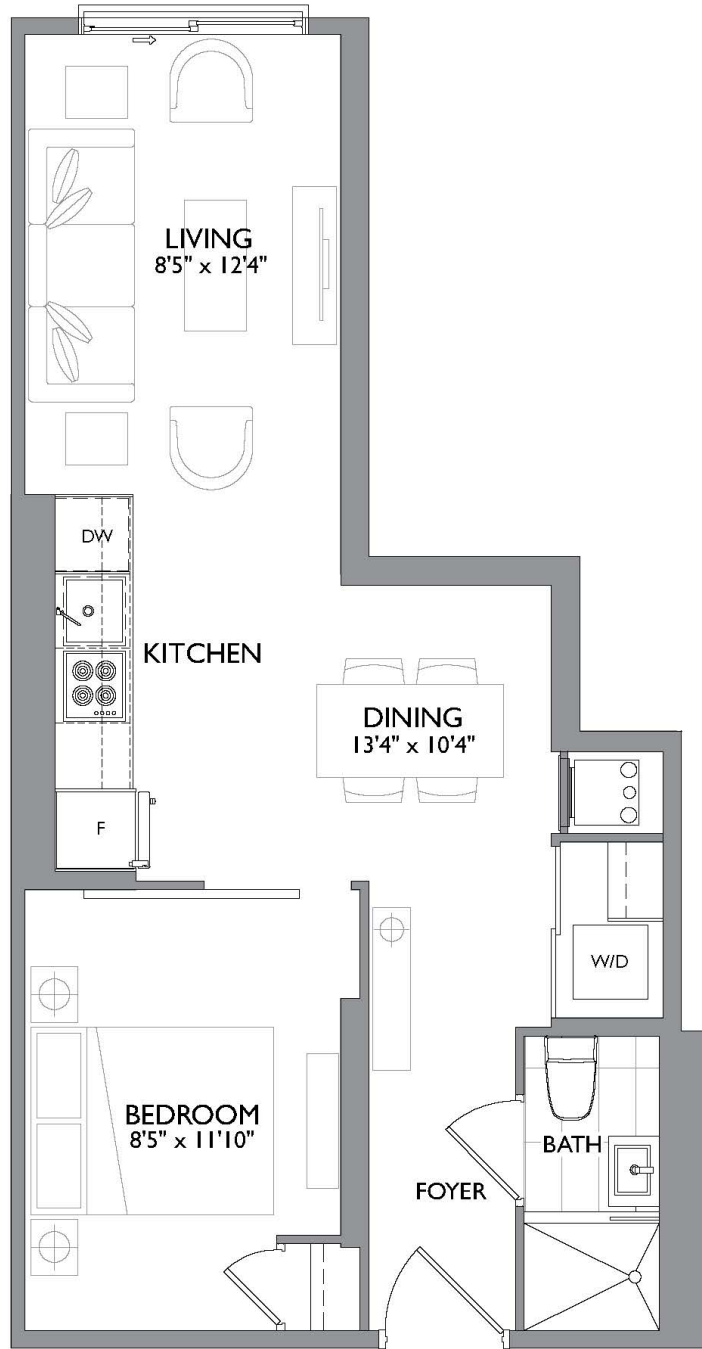 LIVING
8'5" x 12'4"
DW
KITCHEN
DINING
13'4" x 10'4"
F
W/D
BEDROOM
8'5" x 11'10"
BATH
FOYER